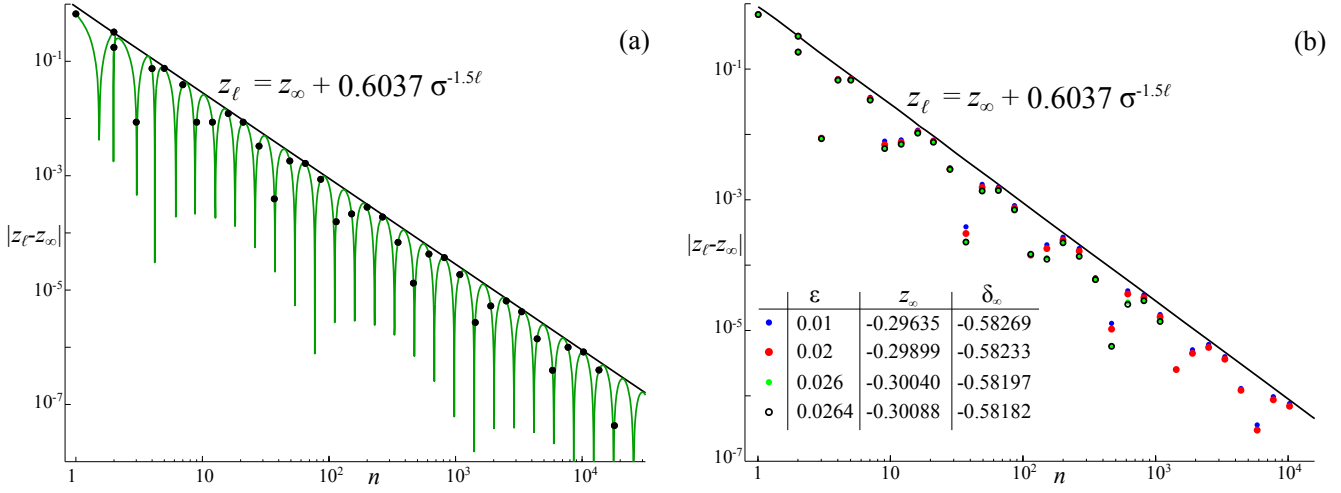 (a)
z_ℓ = z_∞ + 0.6037 σ^{-1.5ℓ}
|z_ℓ-z_∞|
10^{-1}
10^{-3}
10^{-5}
10^{-7}
1
10
10^{2}
10^{3}
10^{4}
n
(b)
z_ℓ = z_∞ + 0.6037 σ^{-1.5ℓ}
|z_ℓ-z_∞|
10^{-1}
10^{-3}
10^{-5}
10^{-7}
ε z_∞ δ_∞
0.01 -0.29635 -0.58269
0.02 -0.29899 -0.58233
0.026 -0.30040 -0.58197
0.0264 -0.30088 -0.58182
1
10
10^{2}
10^{3}
10^{4}
n